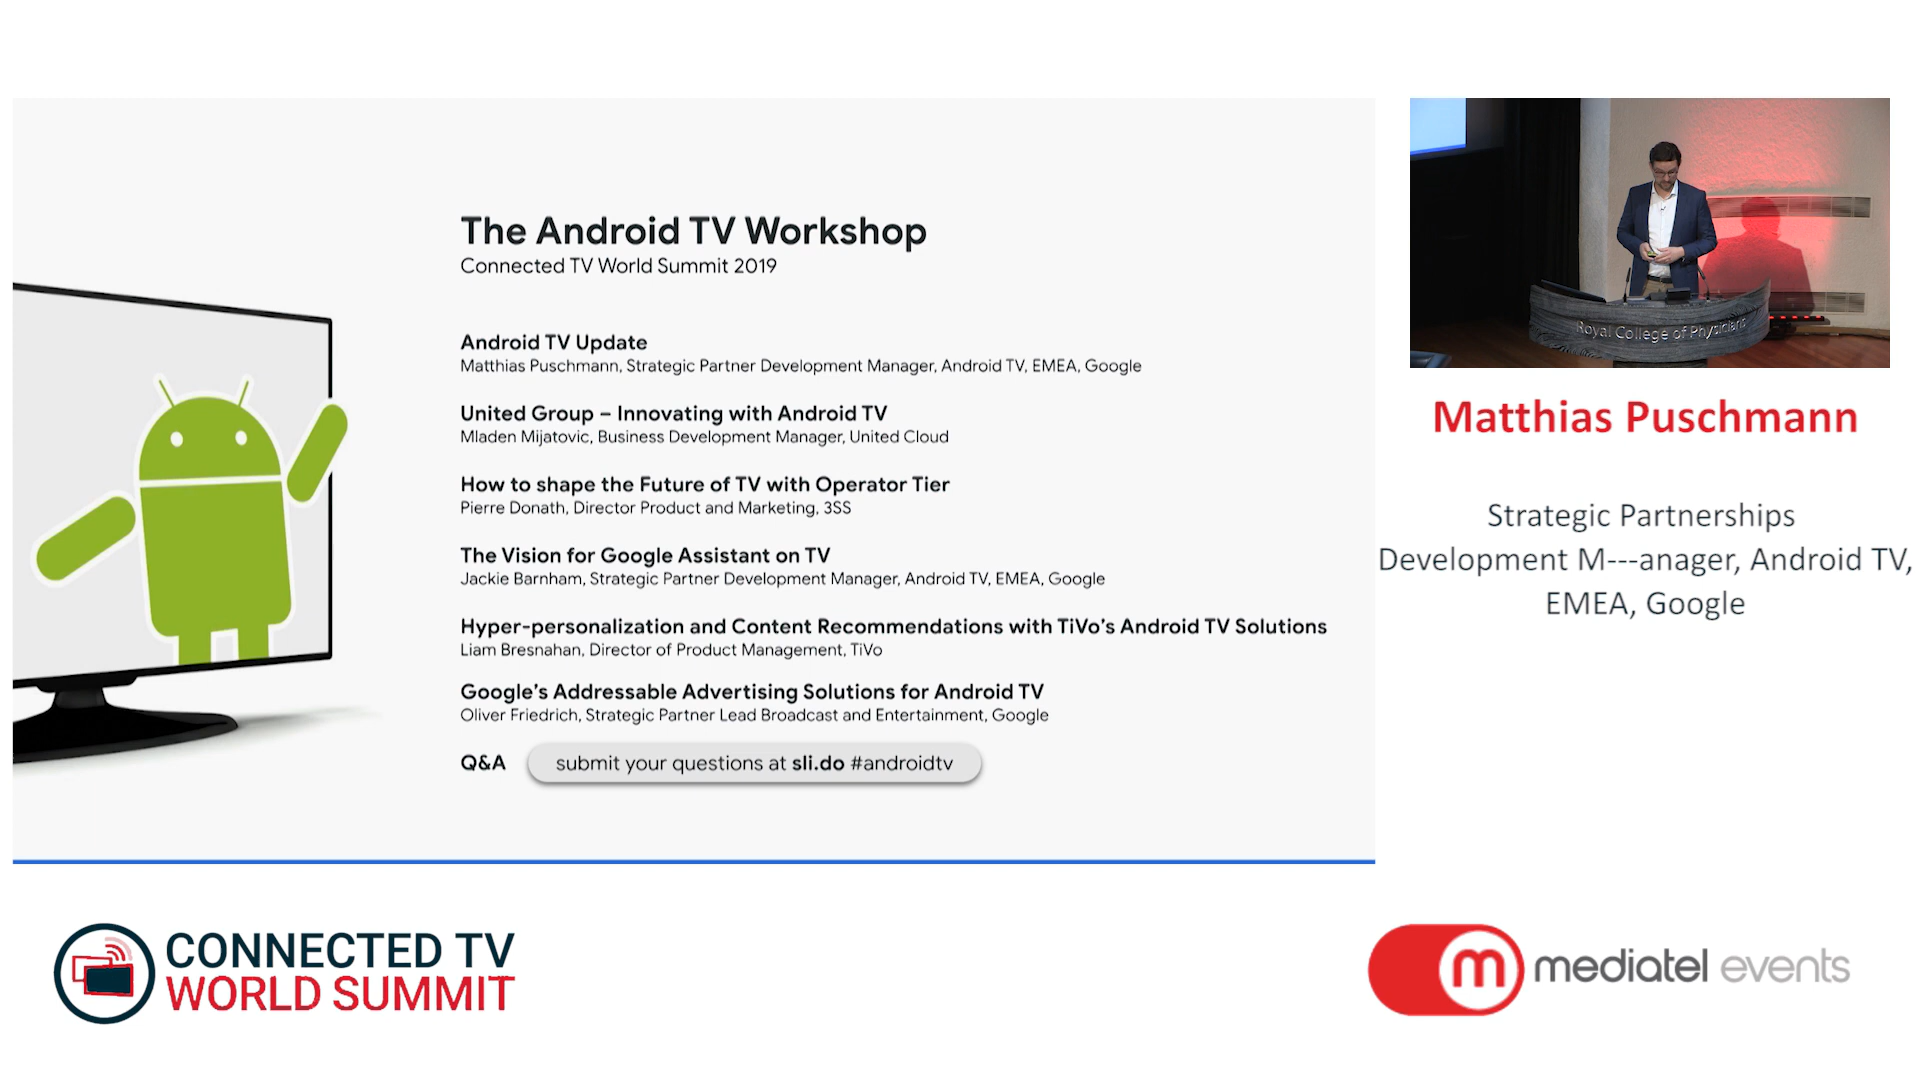 The Android TV Workshop
Connected TV World Summit 2019
Android TV Update
Matthias Puschmann, Strategic Partner Development Manager, Android TV, EMEA, Google
United Group – Innovating with Android TV
Mladen Mijatovic, Business Development Manager, United Cloud
How to shape the Future of TV with Operator Tier
Pierre Donath, Director Product and Marketing, 3SS
The Vision for Google Assistant on TV
Jackie Barnham, Strategic Partner Development Manager, Android TV, EMEA, Google
Hyper-personalization and Content Recommendations with TiVo’s Android TV Solutions
Liam Bresnahan, Director of Product Management, TiVo
Google’s Addressable Advertising Solutions for Android TV
Oliver Friedrich, Strategic Partner Lead Broadcast and Entertainment, Google
Q&A submit your questions at sli.do #androidtv
Royal College of Physicians
Matthias Puschmann
Strategic Partnerships
Development M---anager, Android TV,
EMEA, Google
CONNECTED TV
WORLD SUMMIT
m mediatel events